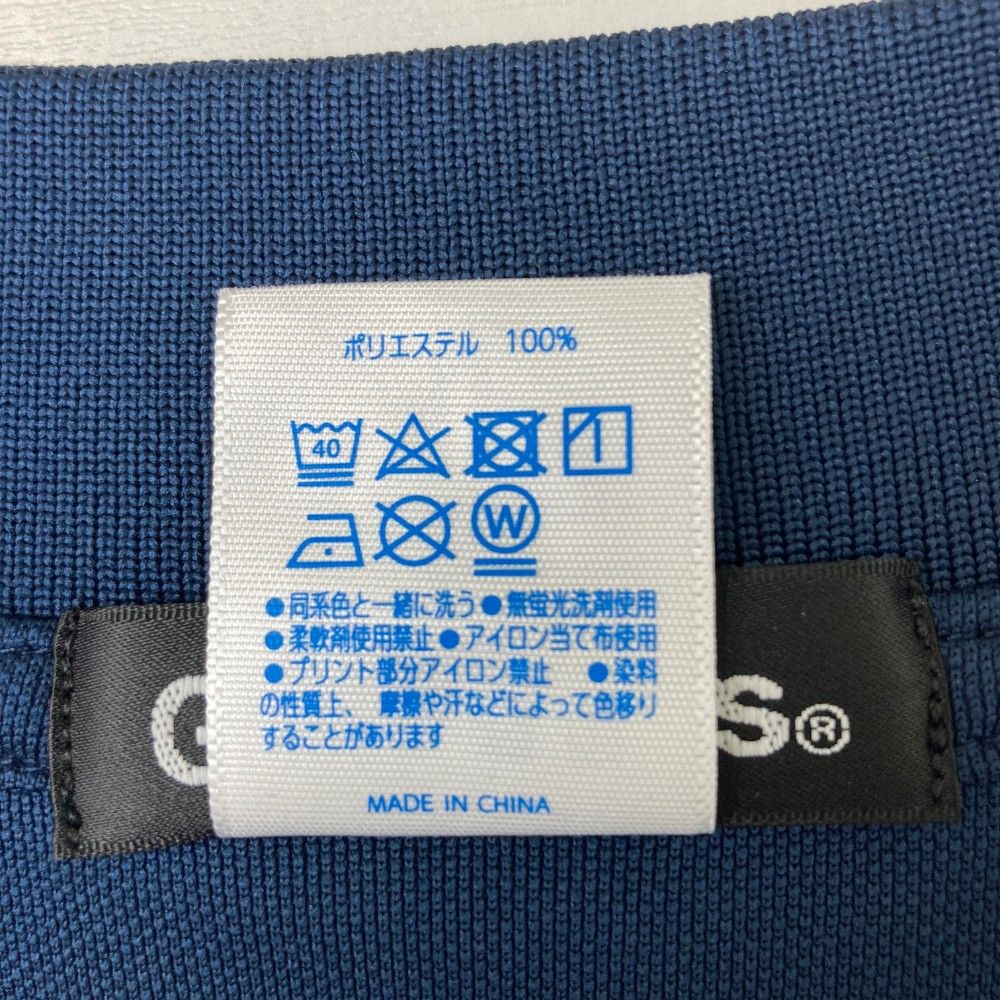 ポリエステル 100%
40
W
●同系色と一緒に洗う ●無蛍光洗剤使用
●柔軟剤使用禁止 ●アイロン当て布使用
●プリント部分アイロン禁止 ●染料
の性質上、 摩擦や汗などによって色移り
することがあります
MADE IN CHINA
G S®